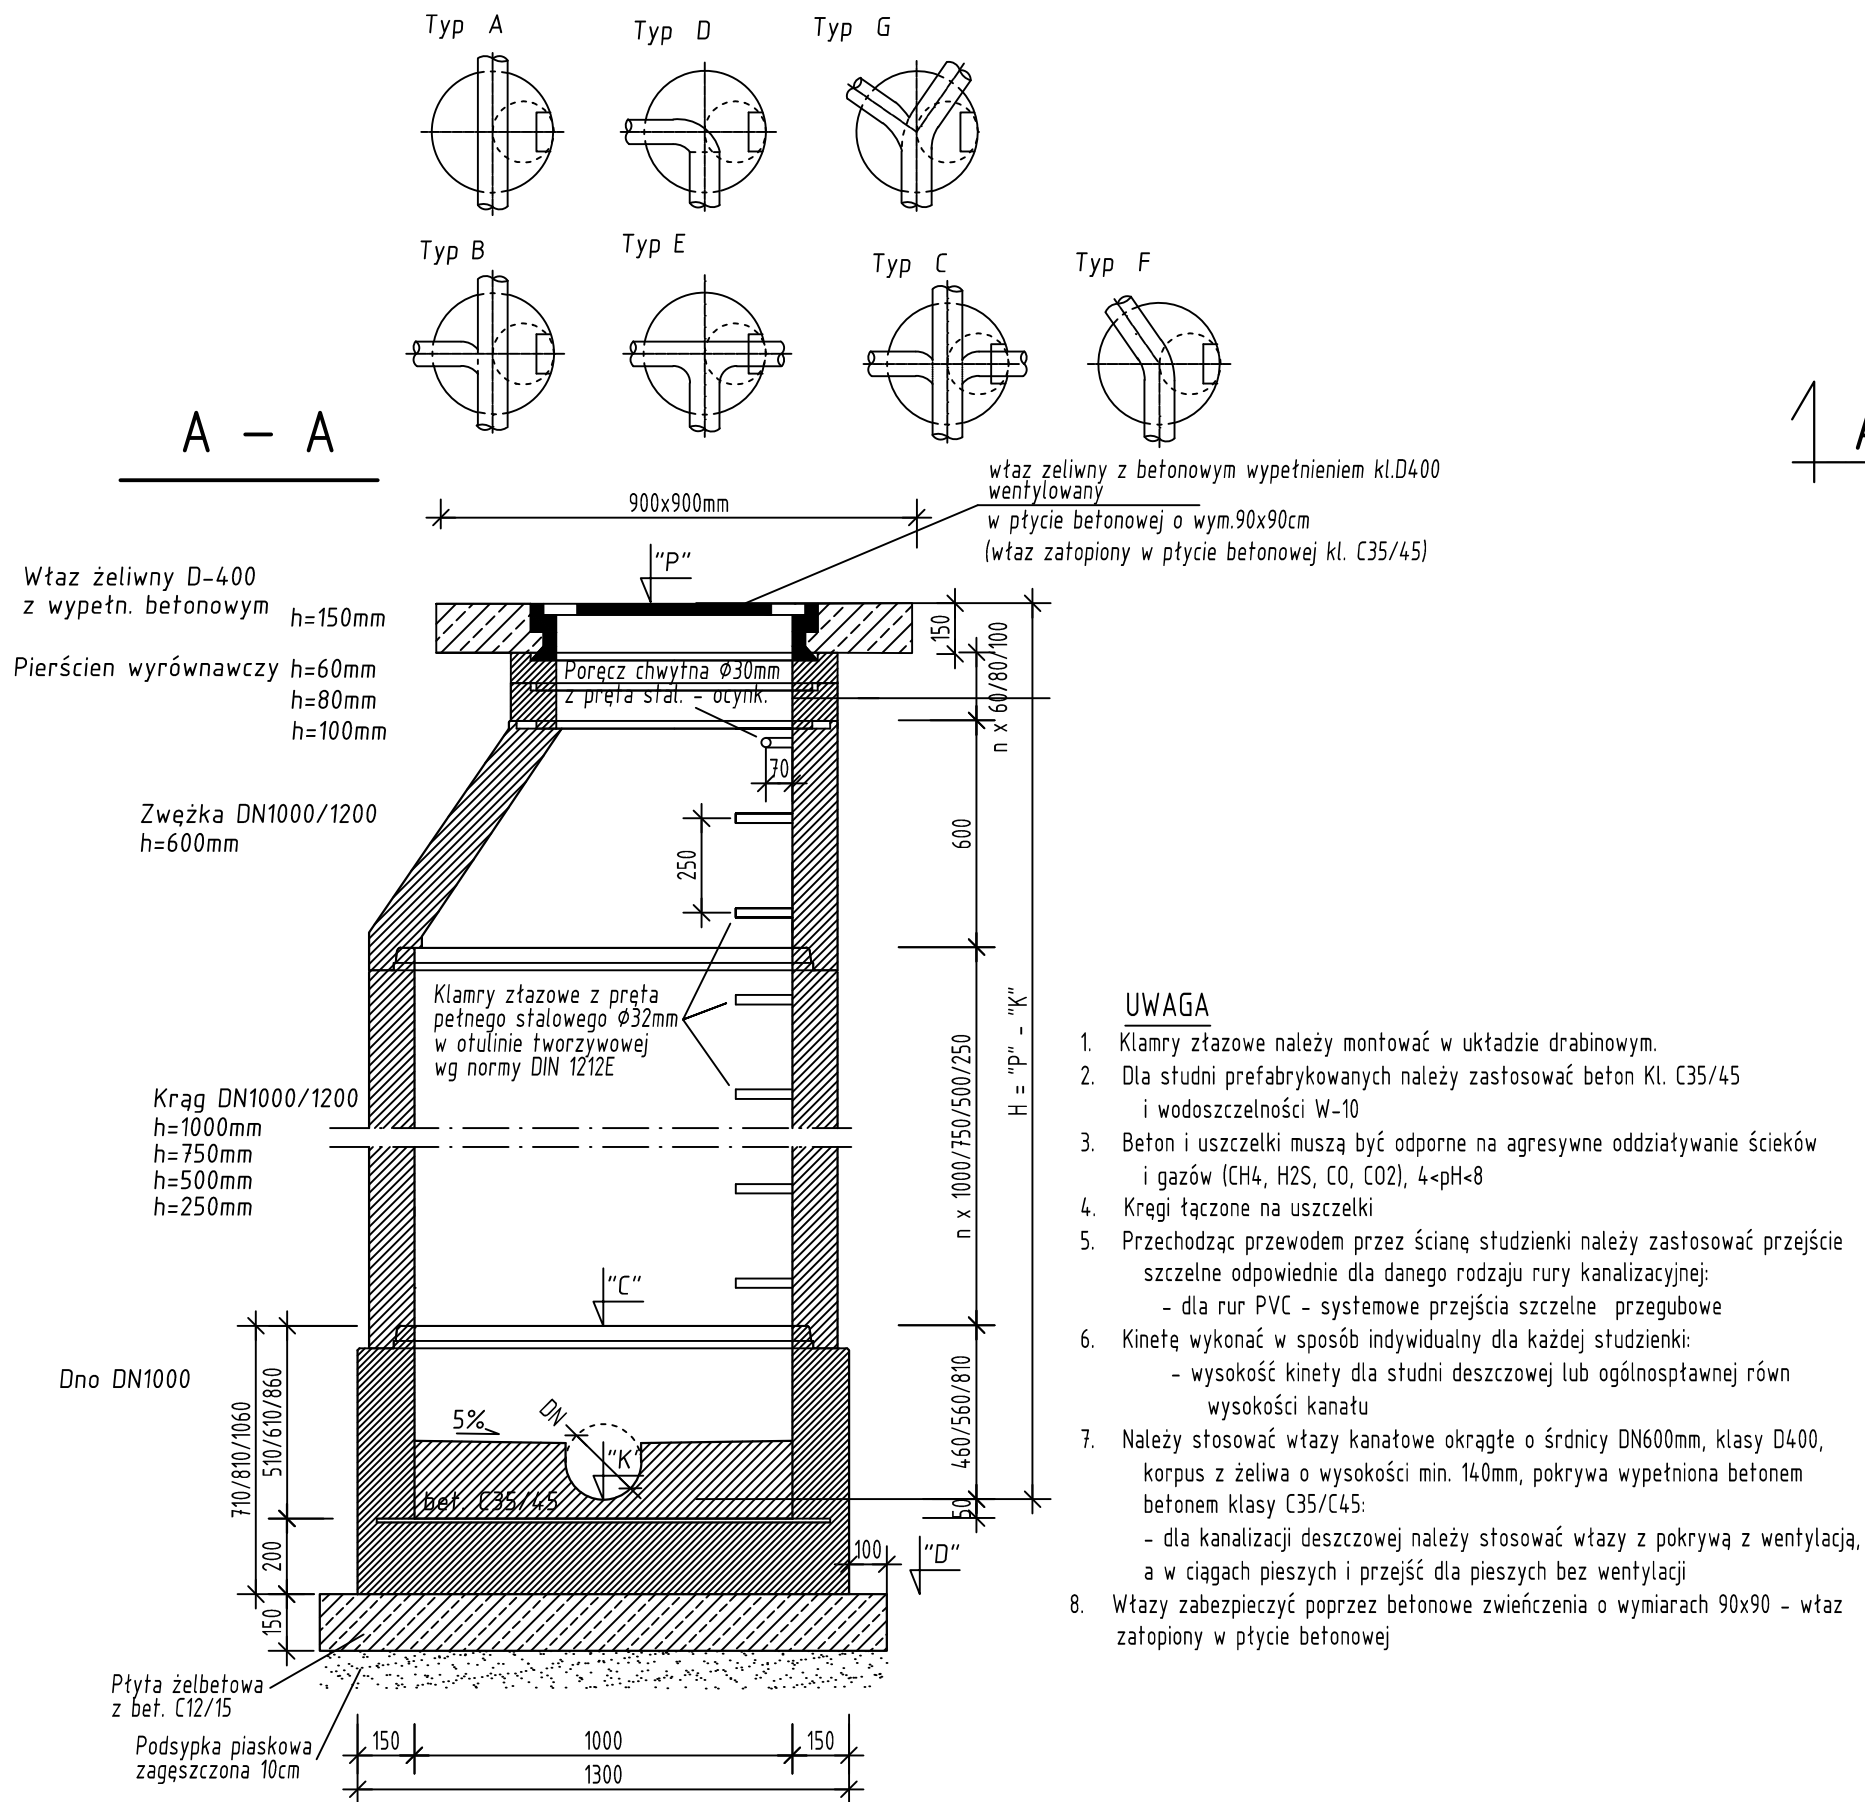 Typ A
Typ D
Typ G
Typ B
Typ E
Typ C
Typ F
A - A
1
900x900mm
właz zeliwny z betonowym wypełnieniem kl.D400
wentylowany
w płycie betonowej o wym.90x90cm
(właz zatopiony w płycie betonowej kl. C35/45)
"P"
Właz żeliwny D-400
z wypełn. betonowym
h=150mm
Pierścien wyrównawczy h=60mm
h=80mm
h=100mm
Poręcz chwytna Ø30mm
z pręta stal. - ocynk.
150
n x 60/80/100
70
Zwężka DN1000/1200
h=600mm
250
600
Klamry złazowe z pręta
pełnego stalowego Ø32mm
w otulinie tworzywowej
wg normy DIN 1212E
H = "P" - "K"
n x 1000/750/500/250
Krąg DN1000/1200
h=1000mm
h=750mm
h=500mm
h=250mm
"C"
Dno DN1000
710/810/1060
510/610/860
460/560/810
5%
DN
"K"
bet. C35/45
50
200
100
"D"
150
Płyta żelbetowa
z bet. C12/15
Podsypka piaskowa
zagęszczona 10cm
150
1000
150
1300
UWAGA
1. Klamry złazowe należy montować w układzie drabinowym.
2. Dla studni prefabrykowanych należy zastosować beton Kl. C35/45
i wodoszczelności W-10
3. Beton i uszczelki muszą być odporne na agresywne oddziaływanie ścieków
i gazów (CH4, H2S, CO, CO2), 4<pH<8
4. Kręgi łączone na uszczelki
5. Przechodząc przewodem przez ścianę studzienki należy zastosować przejście
szczelne odpowiednie dla danego rodzaju rury kanalizacyjnej:
- dla rur PVC - systemowe przejścia szczelne przegubowe
6. Kinetę wykonać w sposób indywidualny dla każdej studzienki:
- wysokość kinety dla studni deszczowej lub ogólnospławnej równ
wysokości kanału
7. Należy stosować włazy kanałowe okrągłe o śrdnicy DN600mm, klasy D400,
korpus z żeliwa o wysokości min. 140mm, pokrywa wypełniona betonem
betonem klasy C35/C45:
- dla kanalizacji deszczowej należy stosować włazy z pokrywą z wentylacją,
a w ciągach pieszych i przejść dla pieszych bez wentylacji
8. Włazy zabezpieczyć poprzez betonowe zwieńczenia o wymiarach 90x90 - właz
zatopiony w płycie betonowej